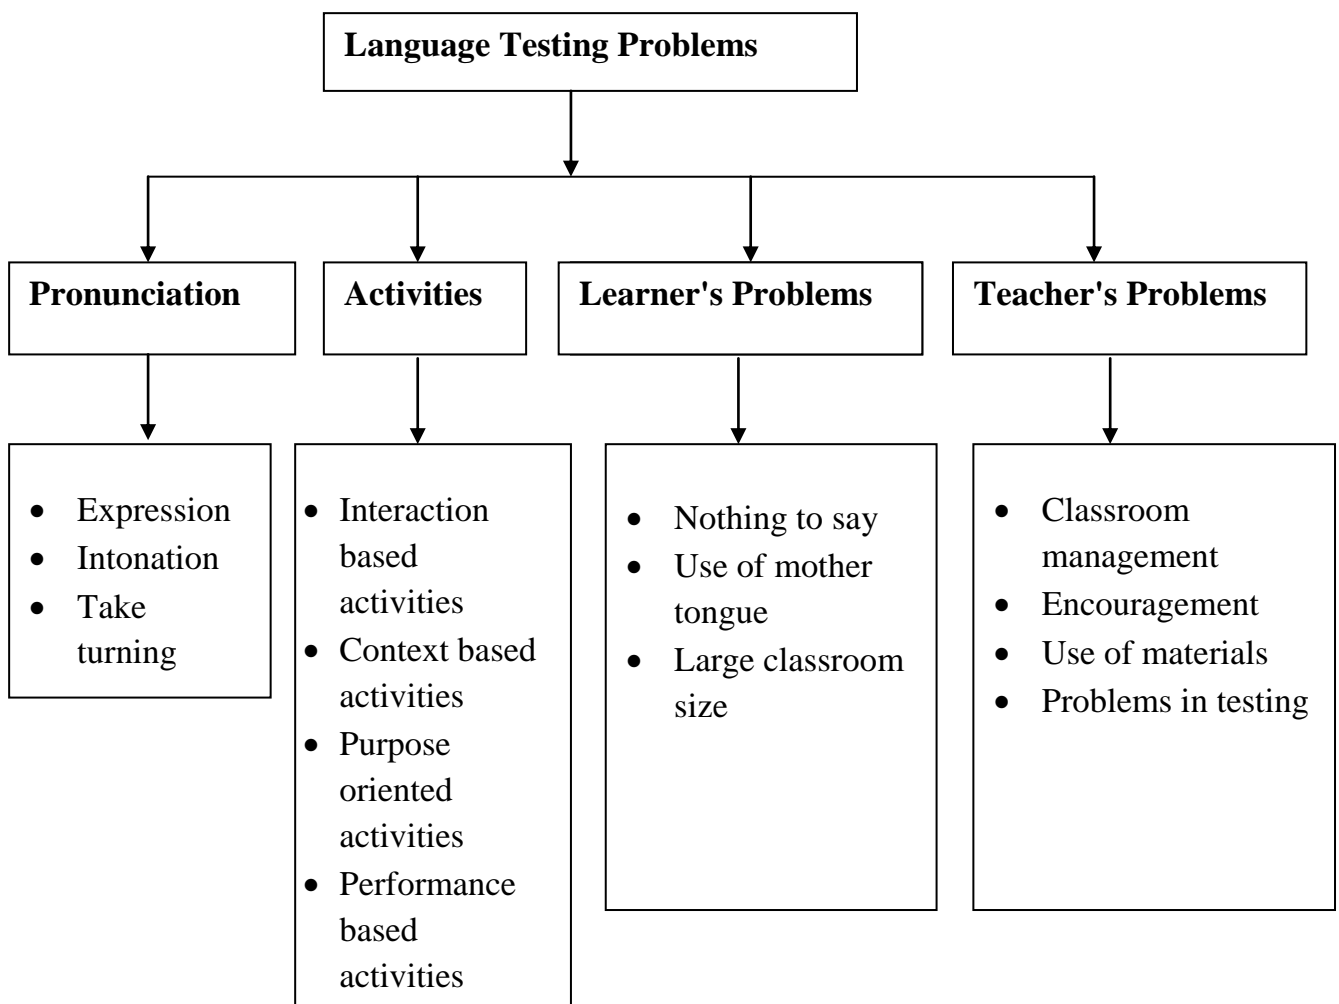 Language Testing Problems
Pronunciation
Activities
Learner's Problems
Teacher's Problems
• Expression
• Intonation
• Take
turning
• Interaction
based
activities
• Context based
activities
• Purpose
oriented
activities
• Performance
based
activities
• Nothing to say
• Use of mother
tongue
• Large classroom
size
• Classroom
management
• Encouragement
• Use of materials
• Problems in testing